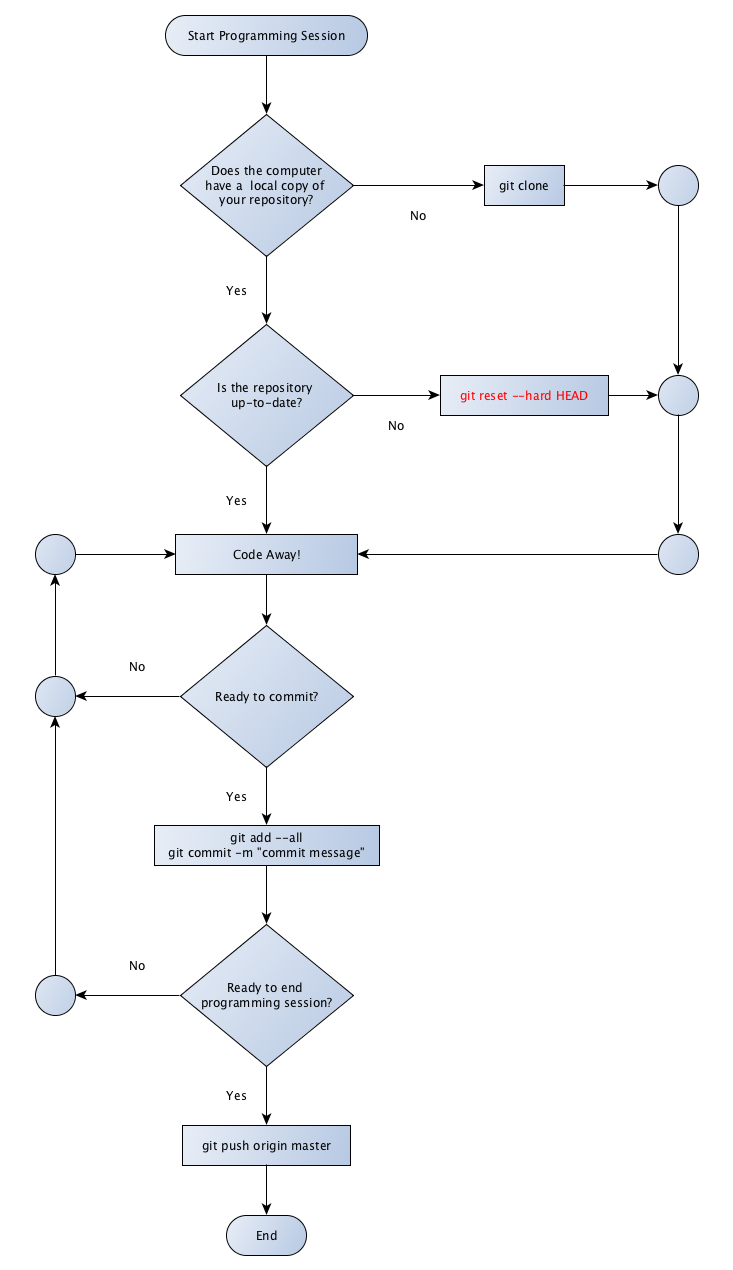 Start Programming Session
Does the computer
have a  local copy of
your repository?
No
git clone
Yes
Is the repository
up-to-date?
No
git reset --hard HEAD
Yes
Code Away!
No
Ready to commit?
Yes
git add --all
git commit -m "commit message"
No
Ready to end
programming session?
Yes
git push origin master
End